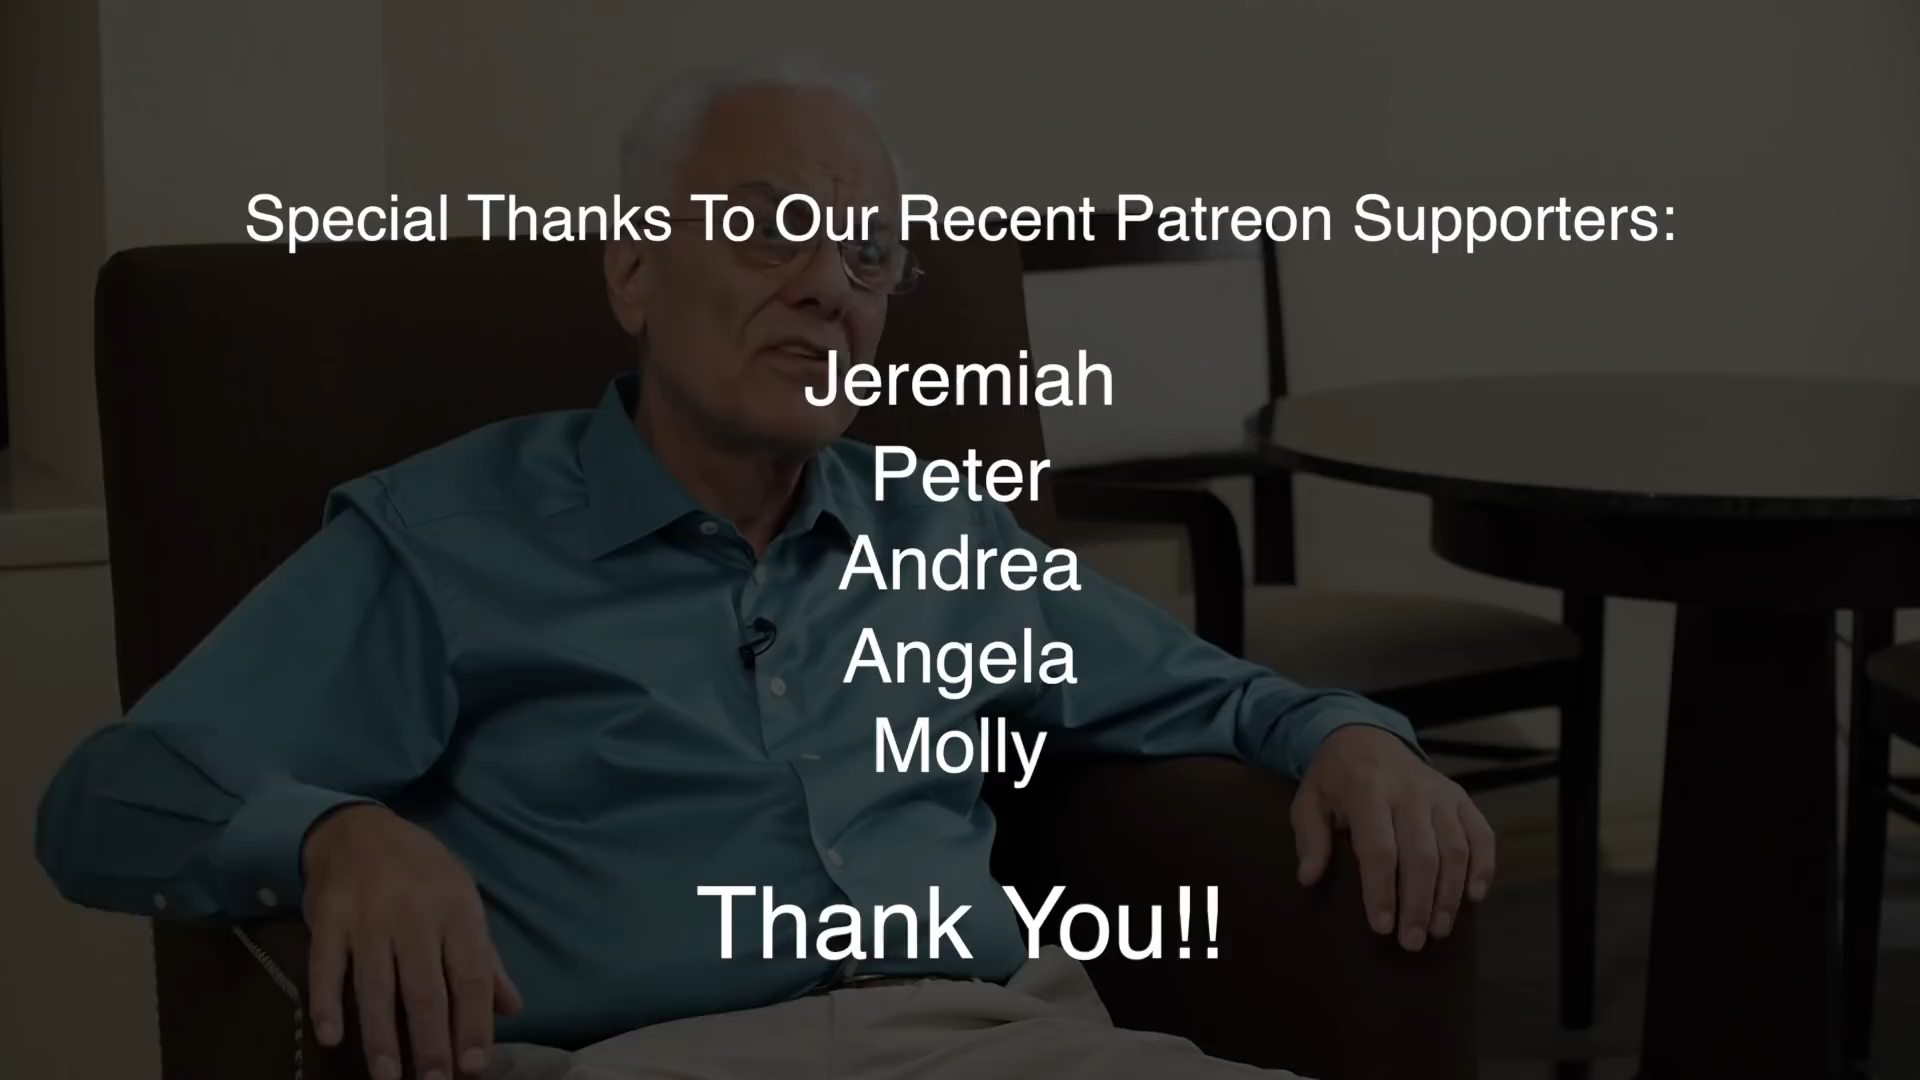 Special Thanks To Our Recent Patreon Supporters:
Jeremiah
Peter
Andrea
Angela
Molly
Thank You!!